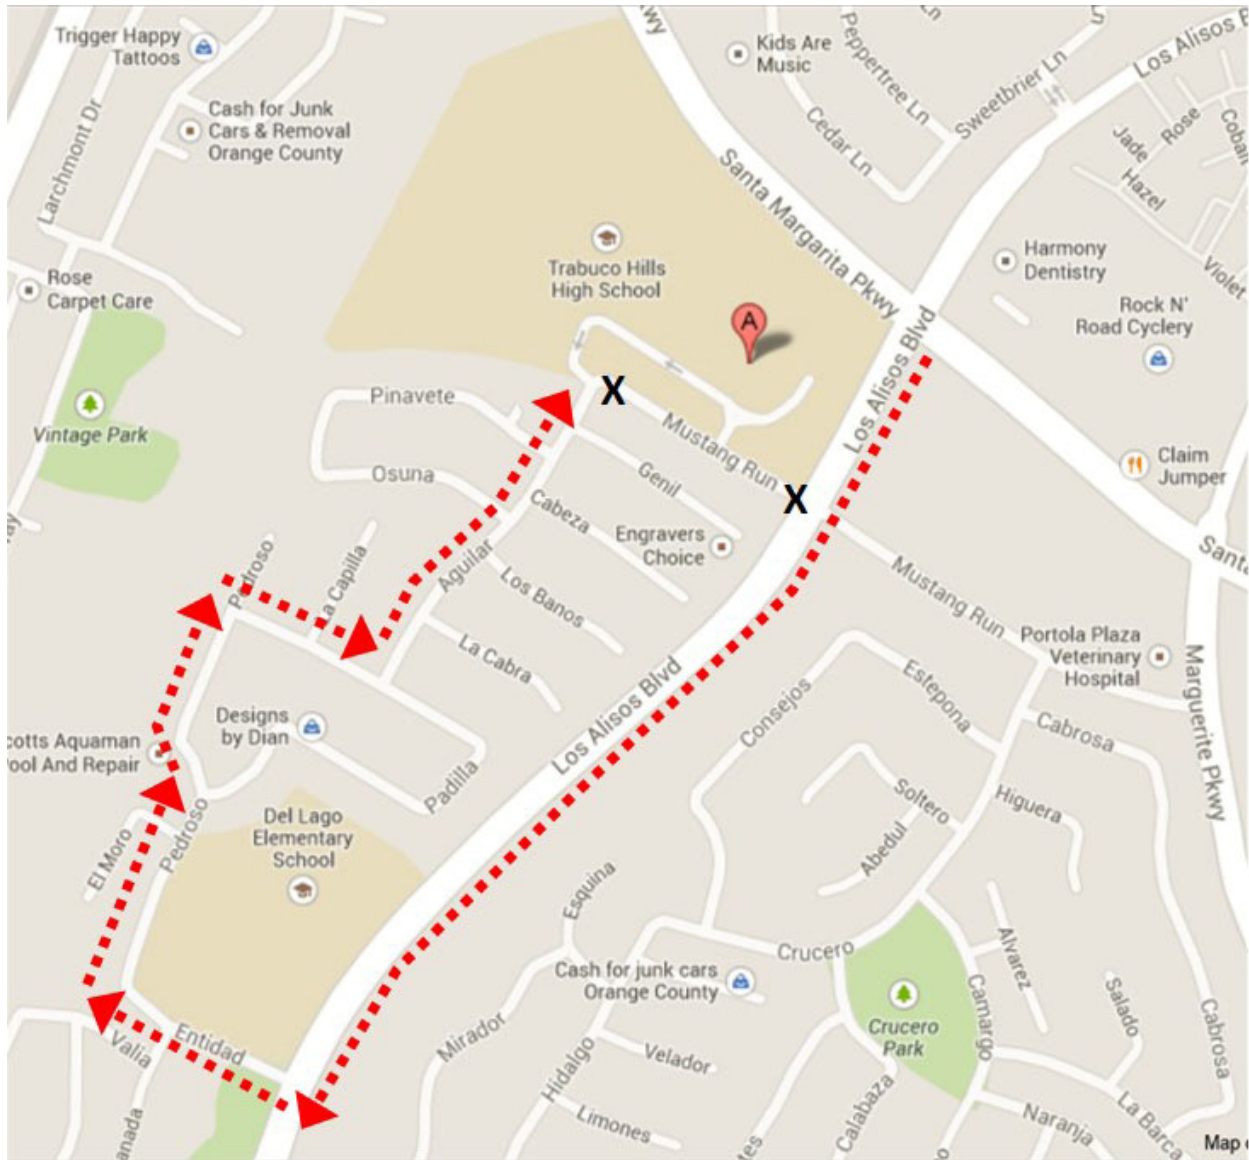 Trigger Happy
Tattoos
Cash for Junk
Cars & Removal
Orange County
Larchmont Dr
Rose
Carpet Care
Vintage Park
Kids Are
Music
Peppertree Ln
Ln
Ln
Cedar Ln
Sweetbrier Ln
Los Alisos B
Jade
Rose
Cobalt
Hazel
Violet
Pkwy
Santa Margarita Pkwy
Trabuco Hills
High School
A
Harmony
Dentistry
Rock N'
Road Cyclery
Los Alisos Blvd
Claim
Jumper
Santa
Pinavete
X
Mustang Run
X
Osuna
Genil
Cabeza
Engravers
Choice
Aguilar
Los Banos
La Cabra
Pedroso
La Capilla
Mustang Run
Portola Plaza
Veterinary
Hospital
Marguerite Pkwy
Los Alisos Blvd
Consejos
Estepona
Cabrosa
Designs
by Dian
Padilla
cotts Aquaman
ool And Repair
Soltero
Abedul
Higuera
El Moro
Pedroso
Del Lago
Elementary
School
Esquina
Crucero
Cash for junk cars
Orange County
Crucero
Park
Alvarez
Camargo
Salado
Cabrosa
Entidad
Valia
anada
Mirador
Hidalgo
Velador
Limones
Calabaza
Naranja
La Barca
Map